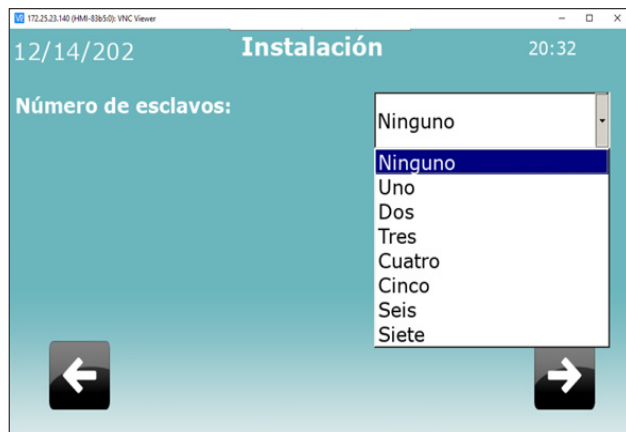 172.25.23.140 (HMI-83b5:0): VNC Viewer
12/14/202 Instalación 20:32
Número de esclavos:
Ninguno
Ninguno
Uno
Dos
Tres
Cuatro
Cinco
Seis
Siete